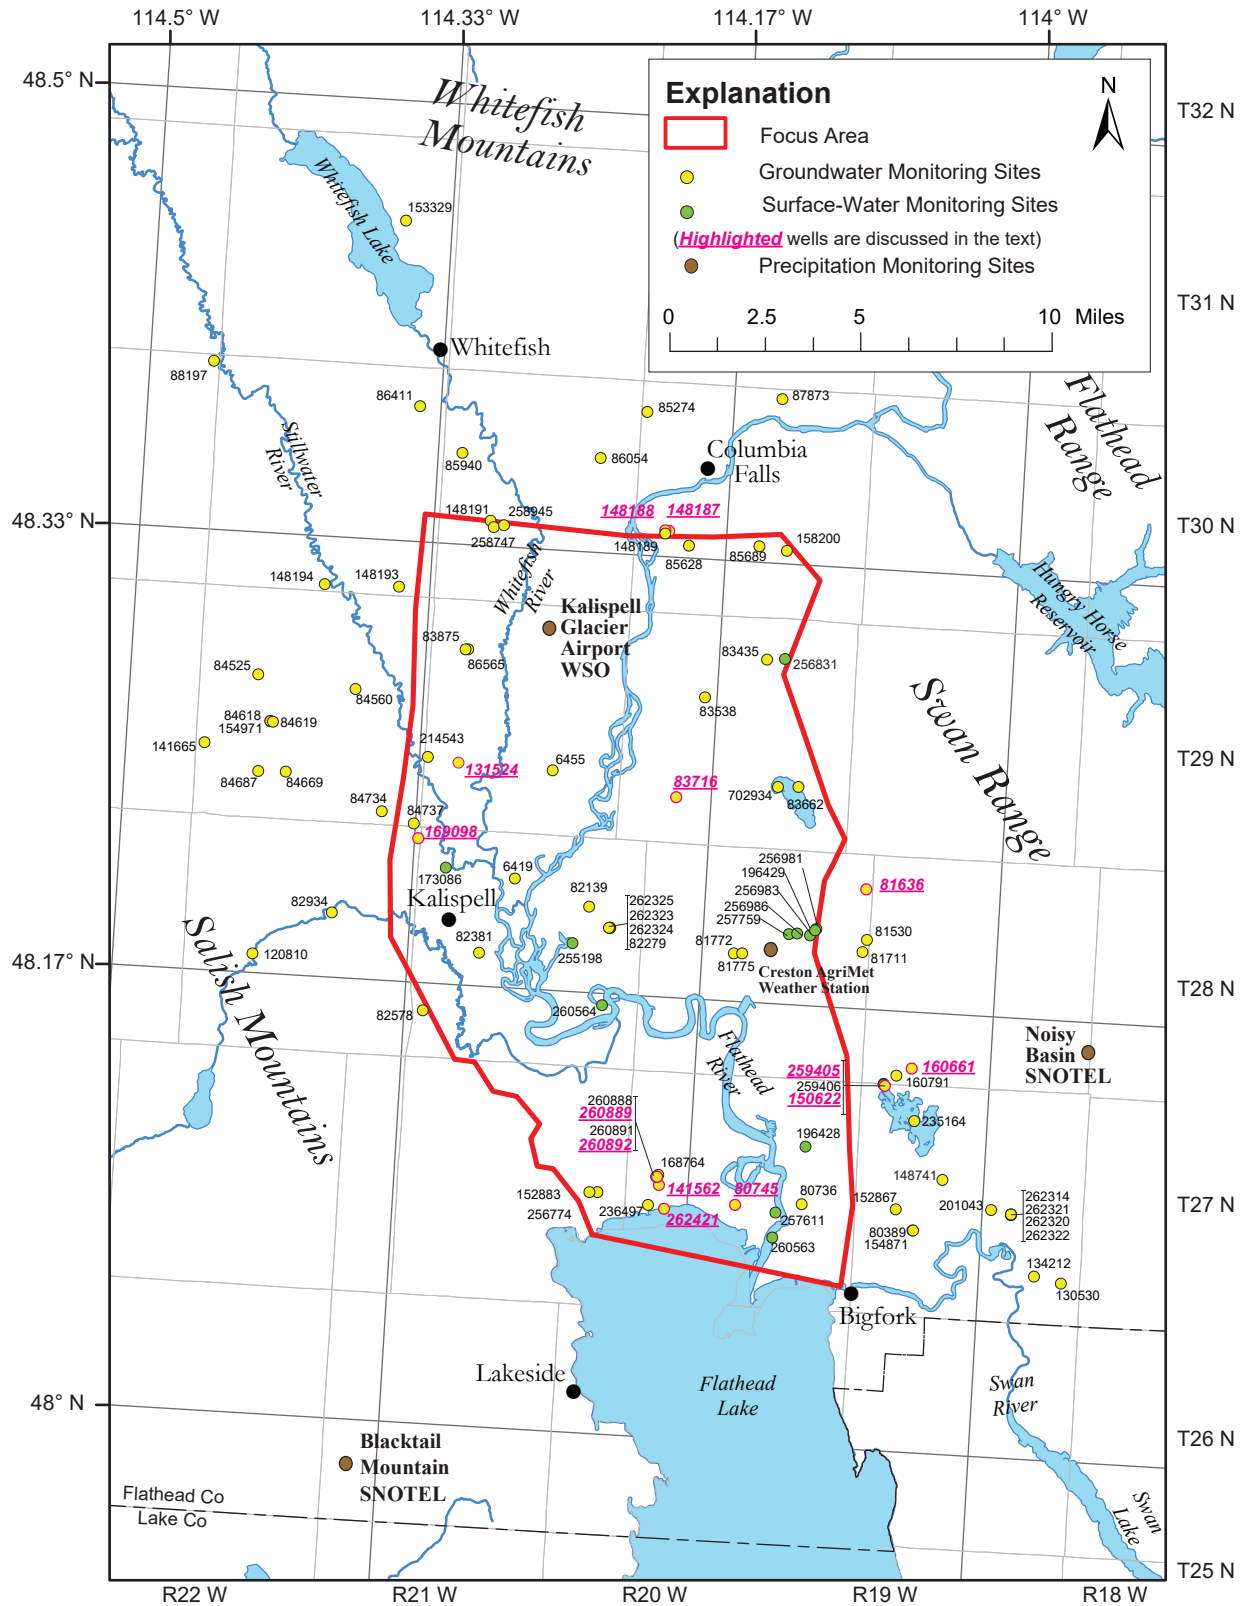 114.5° W
114.33° W
114.17° W
114° W
48.5° N
48.33° N
48.17° N
48° N
T32 N
T31 N
T30 N
T29 N
T28 N
T27 N
T26 N
T25 N
R22 W
R21 W
R20 W
R19 W
R18 W
Explanation
Focus Area
Groundwater Monitoring Sites
Surface-Water Monitoring Sites
(Highlighted wells are discussed in the text)
Precipitation Monitoring Sites
0
2.5
5
10 Miles
N
Whitefish
Mountains
Whitefish Lake
153329
Whitefish
88197
86411
85274
87873
Flathead
Range
Stillwater
River
85940
86054
Columbia
Falls
148191
258945
258747
148188
148187
148189
85628
85689
158200
Whitefish
River
148194
148193
Hungry Horse
Reservoir
Kalispell
Glacier
Airport
WSO
83875
86565
83435
256831
84525
84560
83538
Swan Range
84618
154971
84619
141665
214543
131524
6455
84687
84669
83716
702934
83662
84734
84737
169098
173086
6419
256981
196429
256983
256986
257759
81636
Kalispell
82934
82139
262325
262323
262324
82279
120810
82381
255198
81772
81775
81530
81711
Creston AgriMet
Weather Station
Salish Mountains
82578
260564
Flathead
River
Noisy
Basin
SNOTEL
259405
259406
150622
160661
160791
235164
260888
260889
260891
260892
196428
168764
148741
152883
256774
141562
236497
262421
80745
80736
257611
260563
152867
80389
154871
201043
262314
262321
262320
262322
134212
130530
Bigfork
Lakeside
Flathead
Lake
Swan
River
Swan
Lake
Blacktail
Mountain
SNOTEL
Flathead Co
Lake Co